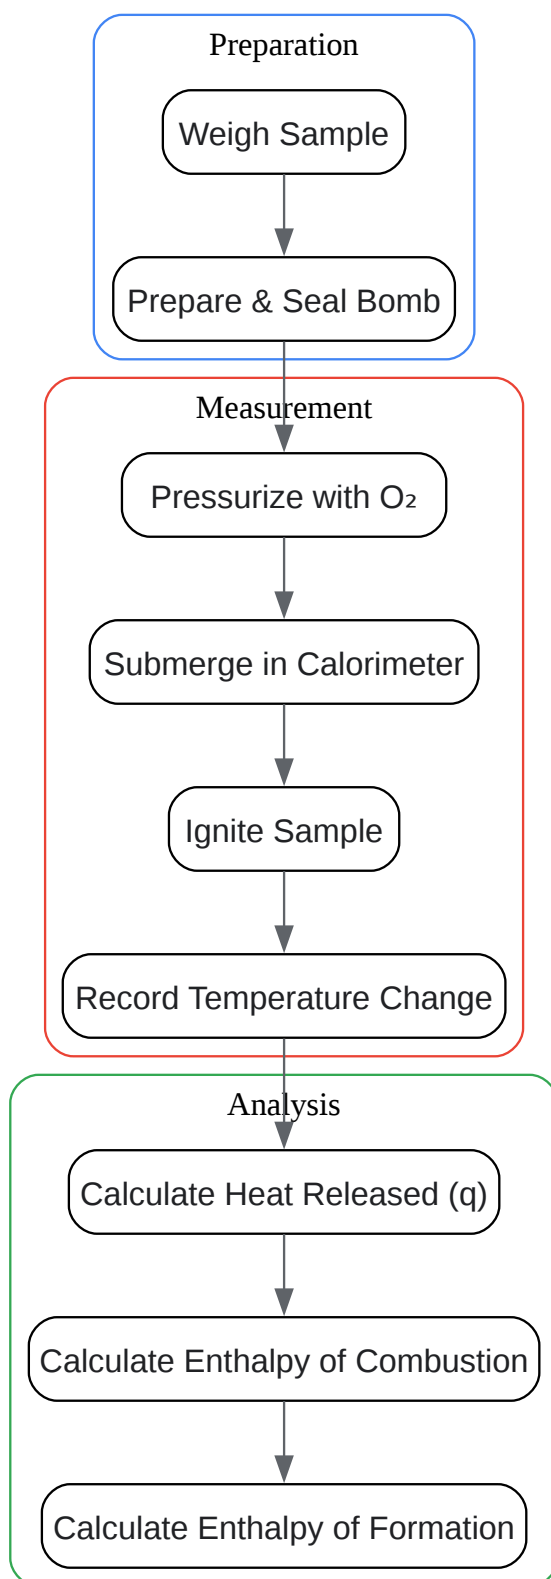 Preparation
Weigh Sample
Prepare & Seal Bomb
Measurement
Pressurize with O₂
Submerge in Calorimeter
Ignite Sample
Record Temperature Change
Analysis
Calculate Heat Released (q)
Calculate Enthalpy of Combustion
Calculate Enthalpy of Formation